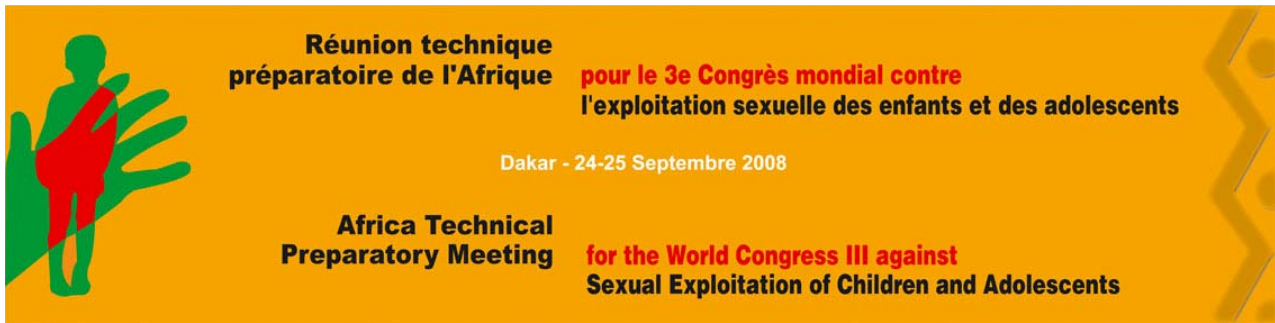 Réunion technique
préparatoire de l'Afrique
pour le 3e Congrès mondial contre
l'exploitation sexuelle des enfants et des adolescents
Dakar - 24-25 Septembre 2008
Africa Technical
Preparatory Meeting
for the World Congress III against
Sexual Exploitation of Children and Adolescents